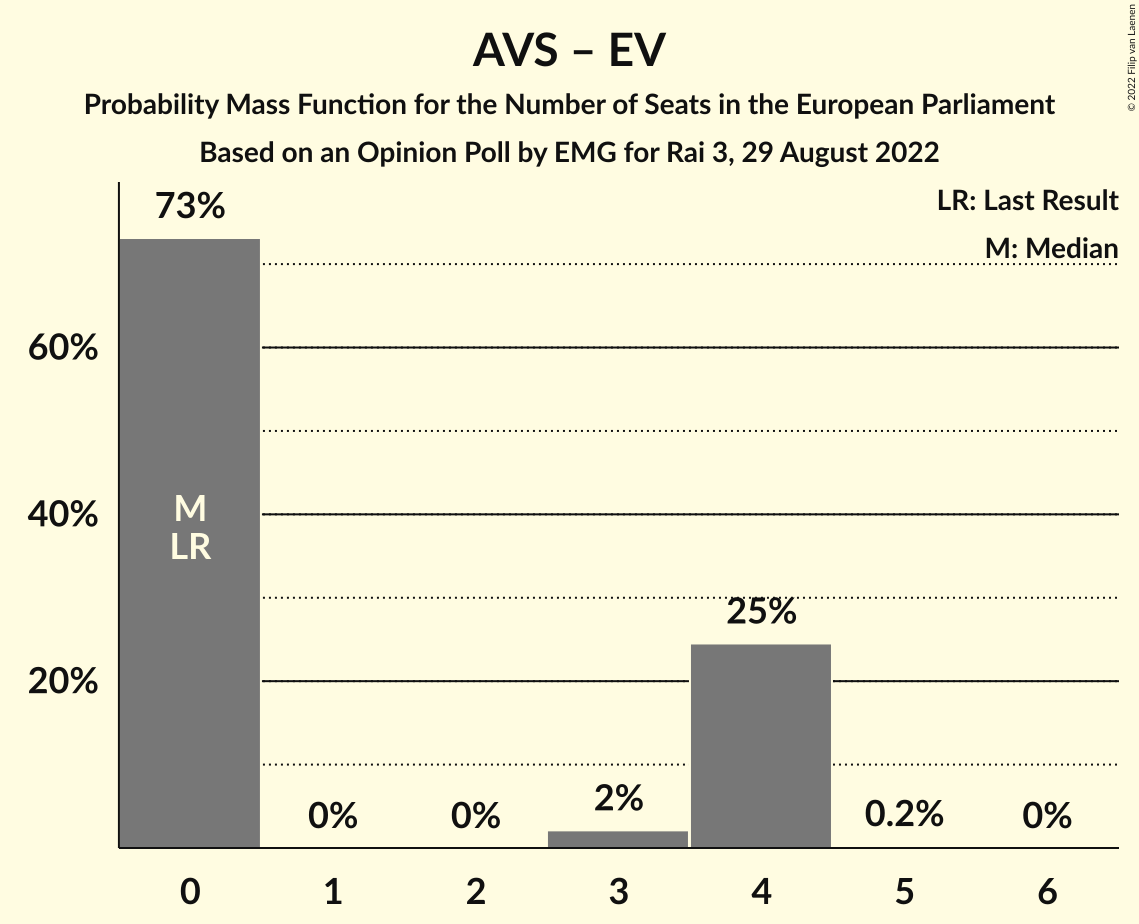 AVS – EV
Probability Mass Function for the Number of Seats in the European Parliament
Based on an Opinion Poll by EMG for Rai 3, 29 August 2022
© 2022 Filip van Laenen
LR: Last Result
M: Median
73%
60%
40%
20%
M
LR
0%
0%
2%
25%
0.2%
0%
0
1
2
3
4
5
6